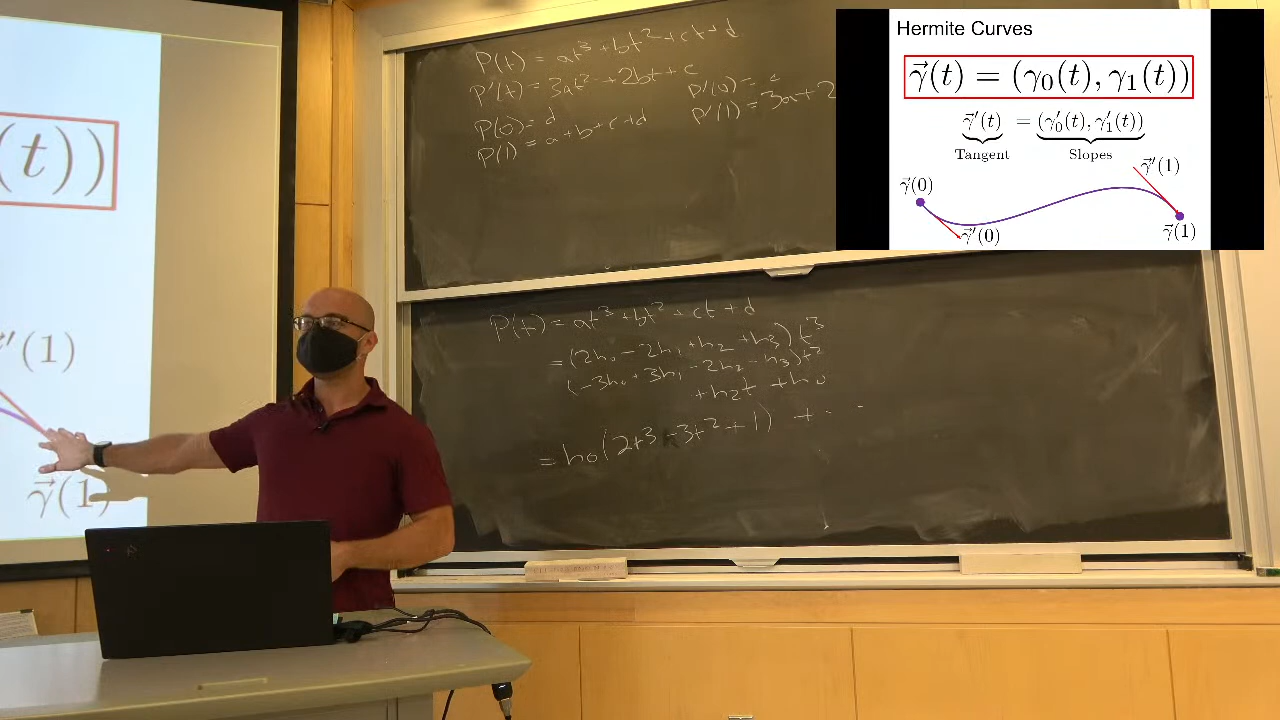 P(t) = at³ + bt² + ct + d
P'(t) = 3at² + 2bt + c
P(0) = d
P(1) = a + b + c + d
P'(0) = c
P'(1) = 3a + 2
Hermite Curves
γ⃗(t) = (γ₀(t), γ₁(t))
γ⃗'(t) = (γ₀'(t), γ₁'(t))
Tangent Slopes
γ⃗'(1)
γ⃗(0)
γ⃗'(0)
γ⃗(1)
(t))
'(1)
γ⃗(1)
P(t) = at³ + bt² + ct + d
= (2h₀ - 2h₁ + h₂ + h₃) t³
(-3h₀ + 3h₁ - 2h₂ - h₃) t²
+ h₂t + h₀
= h₀(2t³ - 3t² + 1) + · · ·